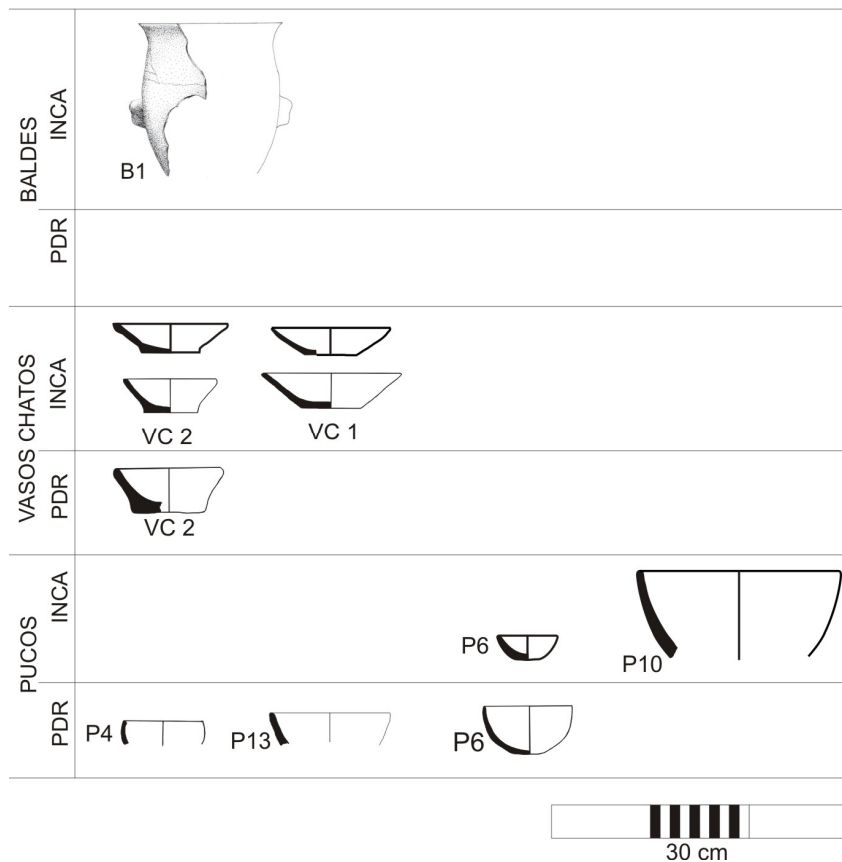 BALDES
INCA
B1
PDR
VASOS CHATOS
INCA
VC 2
VC 1
PDR
VC 2
PUCOS
INCA
P6
P10
PDR
P4
P13
P6
30 cm